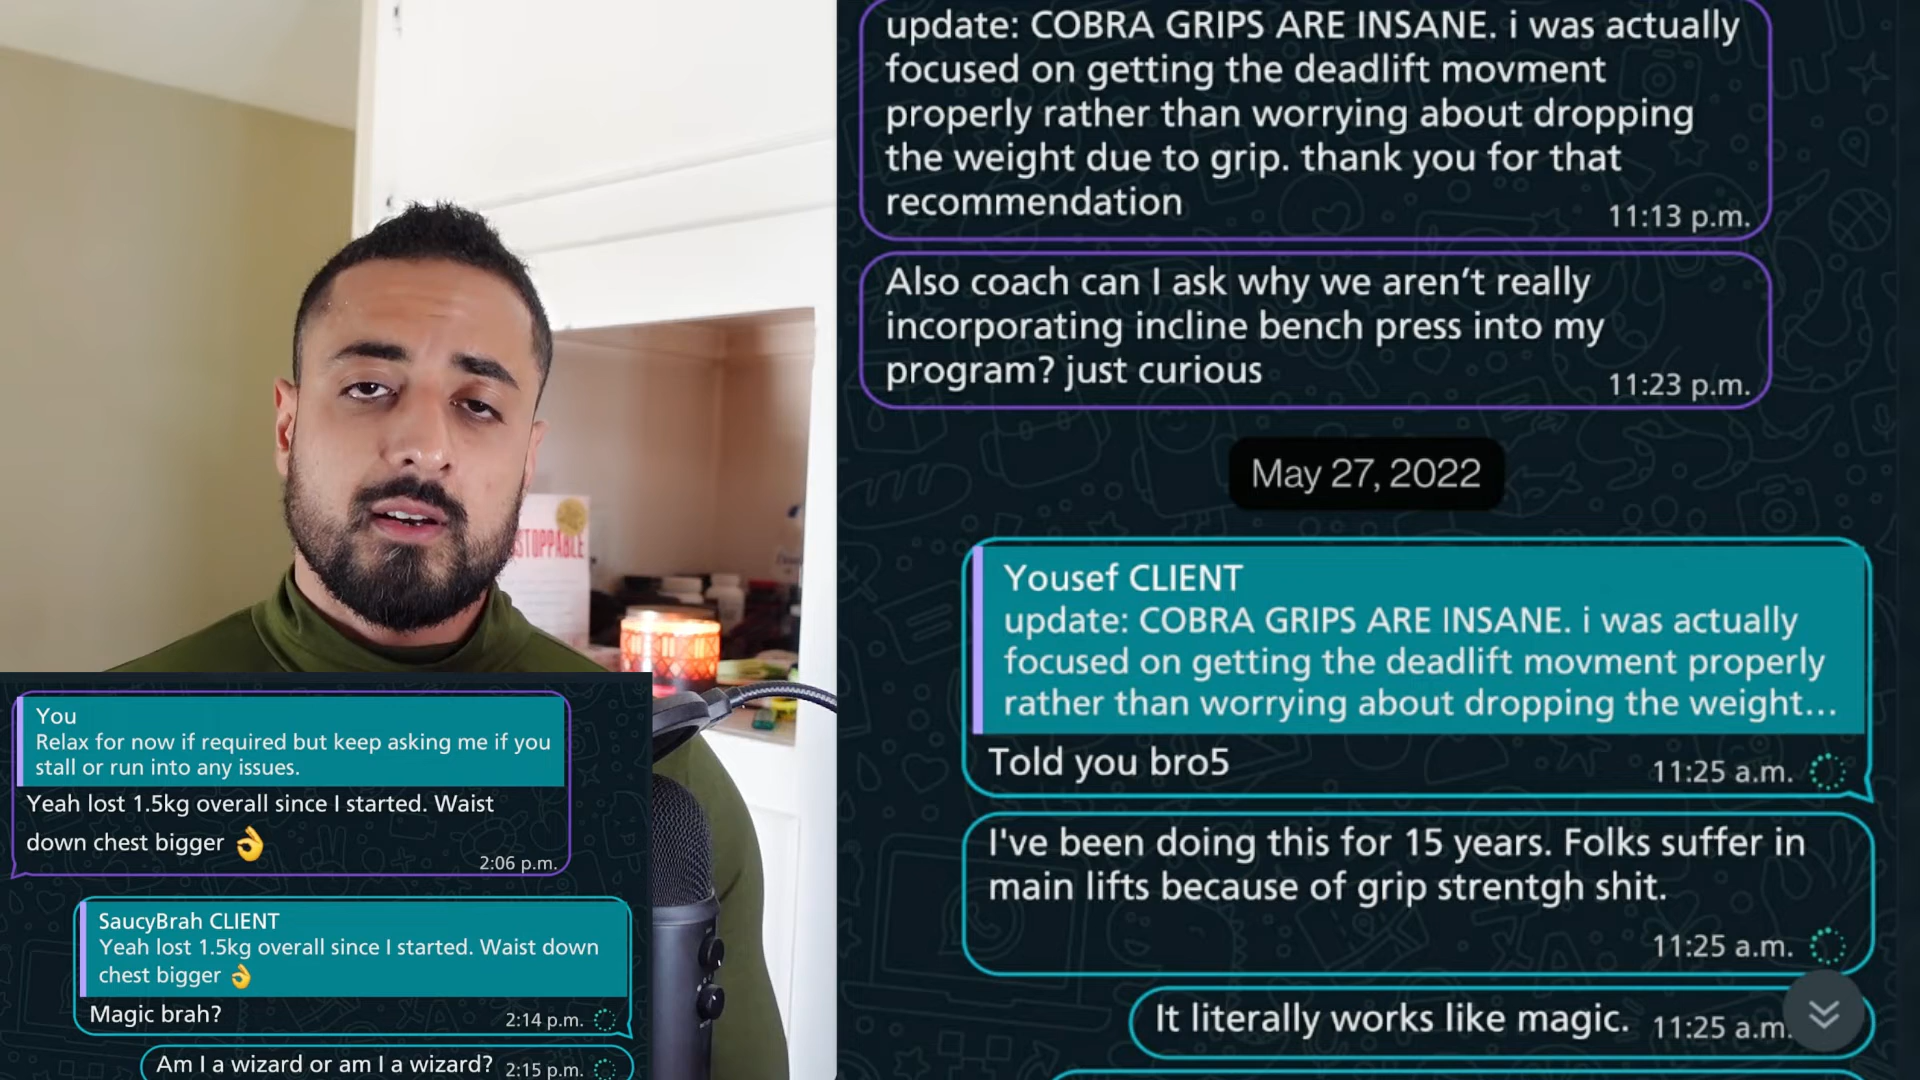 update: COBRA GRIPS ARE INSANE. i was actually
focused on getting the deadlift movment
properly rather than worrying about dropping
the weight due to grip. thank you for that
recommendation
11:13 p.m.
Also coach can I ask why we aren't really
incorporating incline bench press into my
program? just curious
11:23 p.m.
May 27, 2022
Yousef CLIENT
update: COBRA GRIPS ARE INSANE. i was actually
focused on getting the deadlift movment properly
rather than worrying about dropping the weight...
Told you bro5
11:25 a.m.
I've been doing this for 15 years. Folks suffer in
main lifts because of grip strentgh shit.
11:25 a.m.
It literally works like magic.
11:25 a.m.
STOPPABLE
You
Relax for now if required but keep asking me if you
stall or run into any issues.
Yeah lost 1.5kg overall since I started. Waist
down chest bigger 👌
2:06 p.m.
SaucyBrah CLIENT
Yeah lost 1.5kg overall since I started. Waist down
chest bigger 👌
Magic brah?
2:14 p.m.
Am I a wizard or am I a wizard?
2:15 p.m.